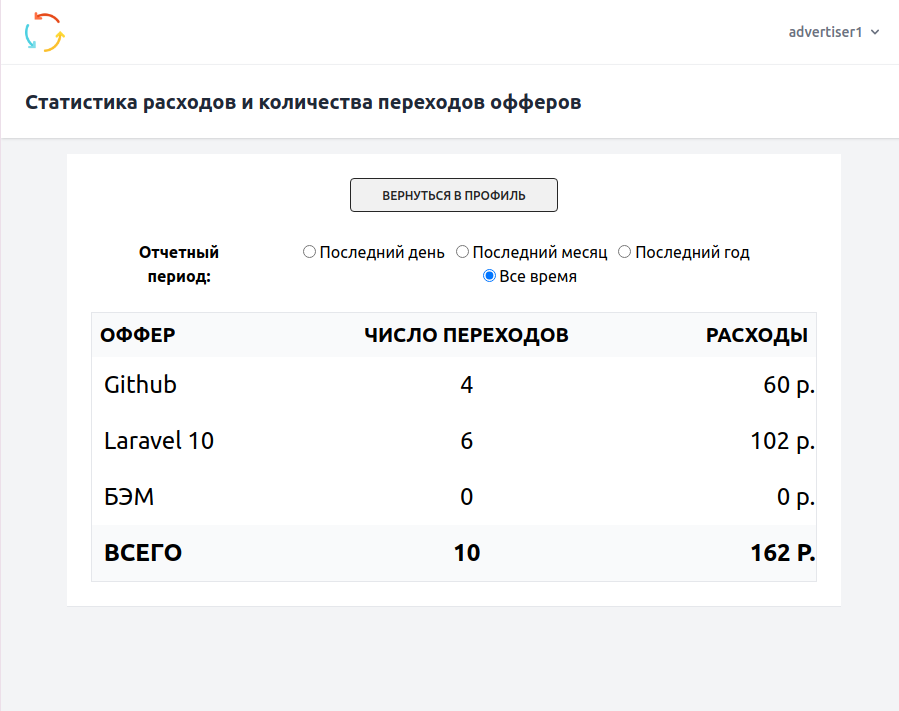 advertiser1
Статистика расходов и количества переходов офферов
ВЕРНУТЬСЯ В ПРОФИЛЬ
Отчетный период:
Последний день Последний месяц Последний год
Все время
ОФФЕР ЧИСЛО ПЕРЕХОДОВ РАСХОДЫ
Github 4 60 р.
Laravel 10 6 102 р.
БЭМ 0 0 р.
ВСЕГО 10 162 Р.